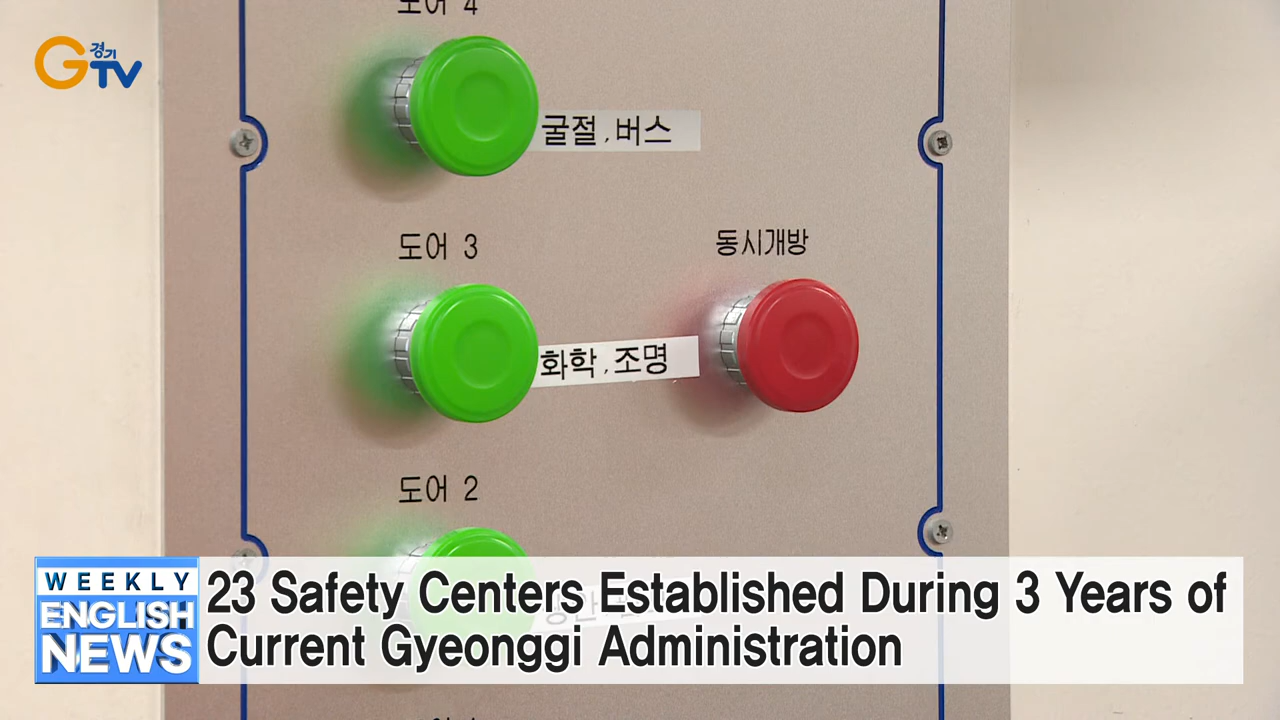 경기
GTV
도어 4
굴절,버스
도어 3
동시개방
화학,조명
도어 2
WEEKLY
ENGLISH
NEWS
23 Safety Centers Established During 3 Years of
Current Gyeonggi Administration